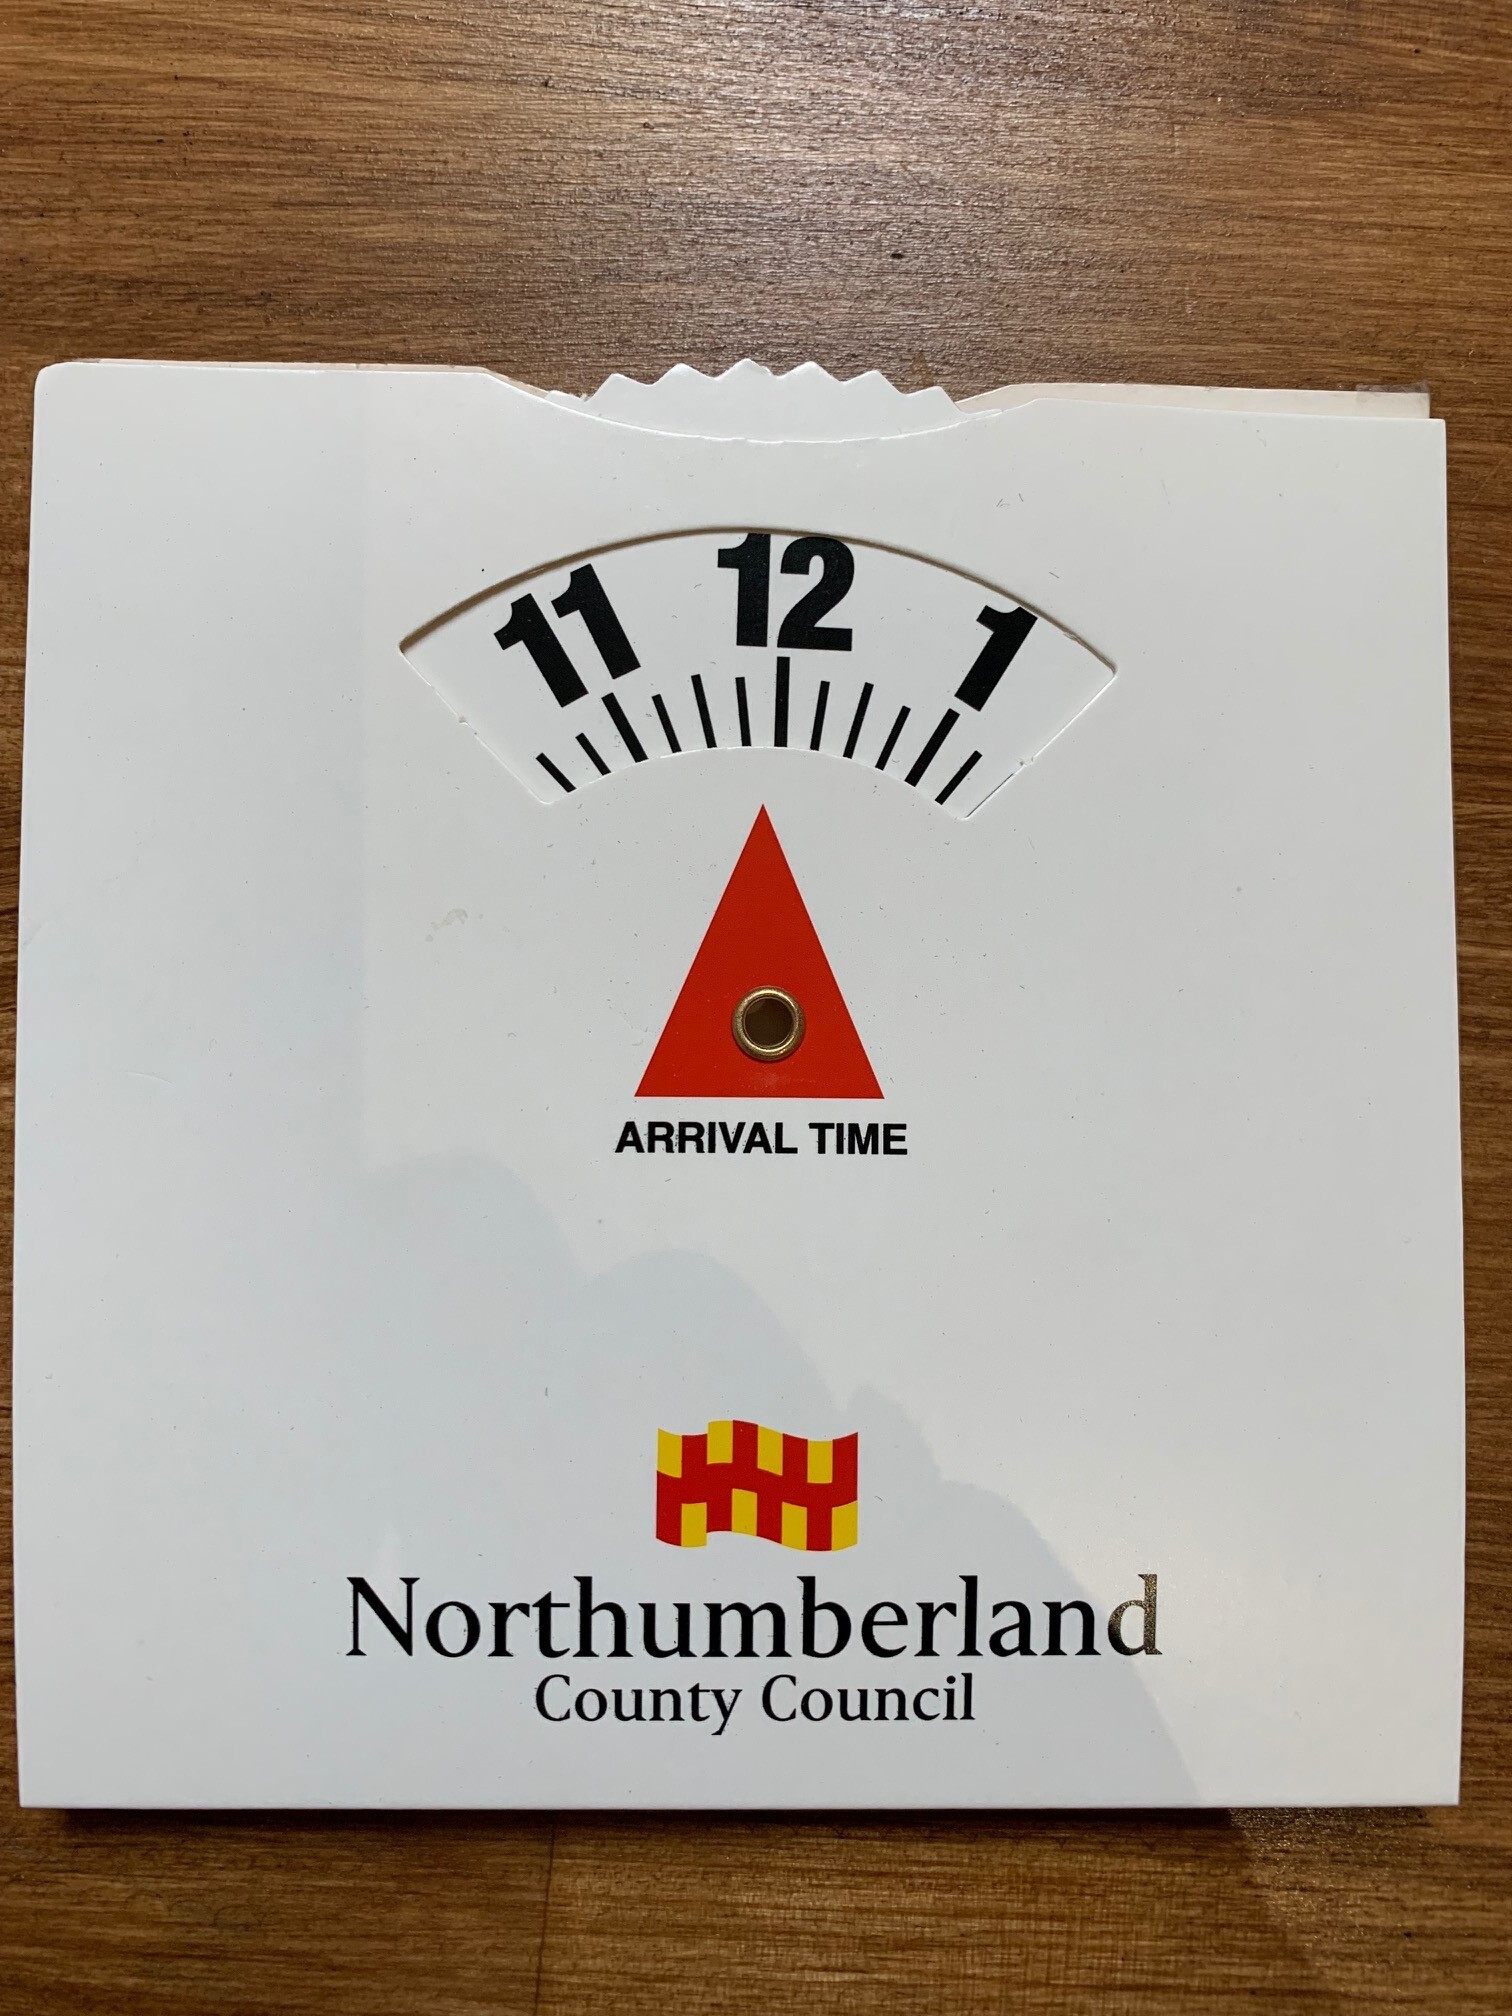 11 12 1
ARRIVAL TIME
Northumberland
County Council